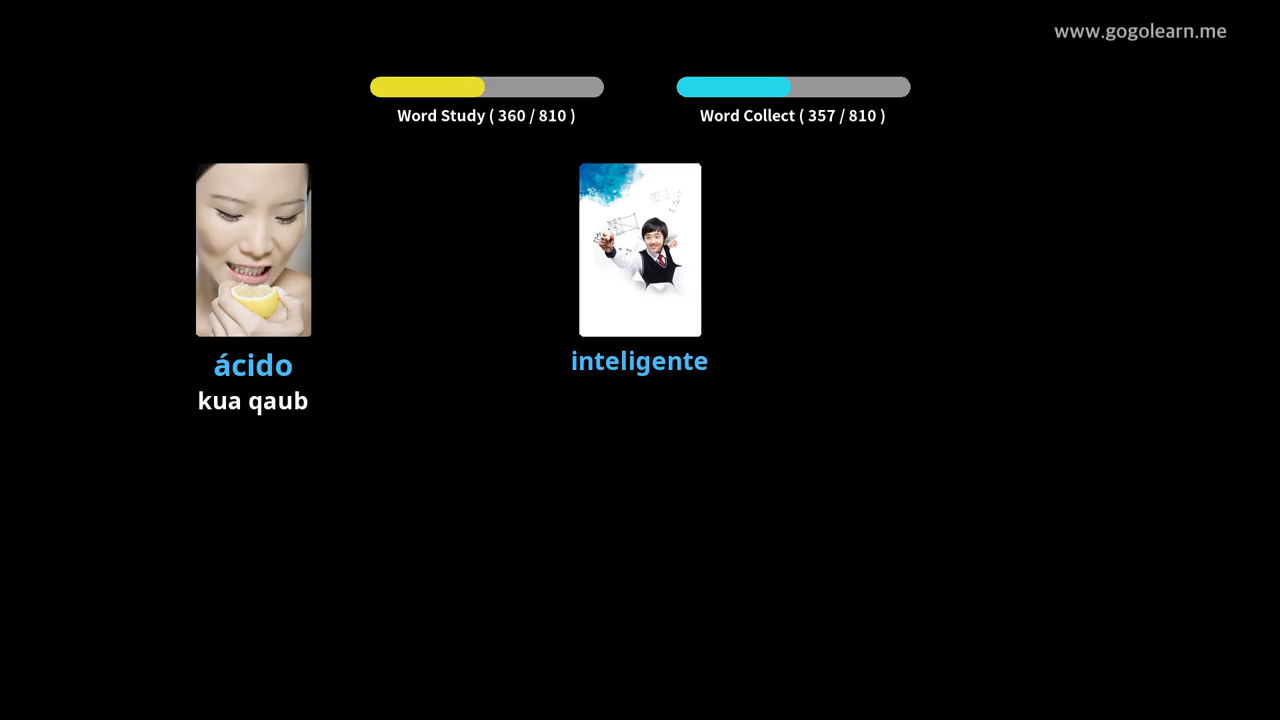 www.gogolearn.me
Word Study ( 360 / 810 )
Word Collect ( 357 / 810 )
ácido
kua qaub
inteligente